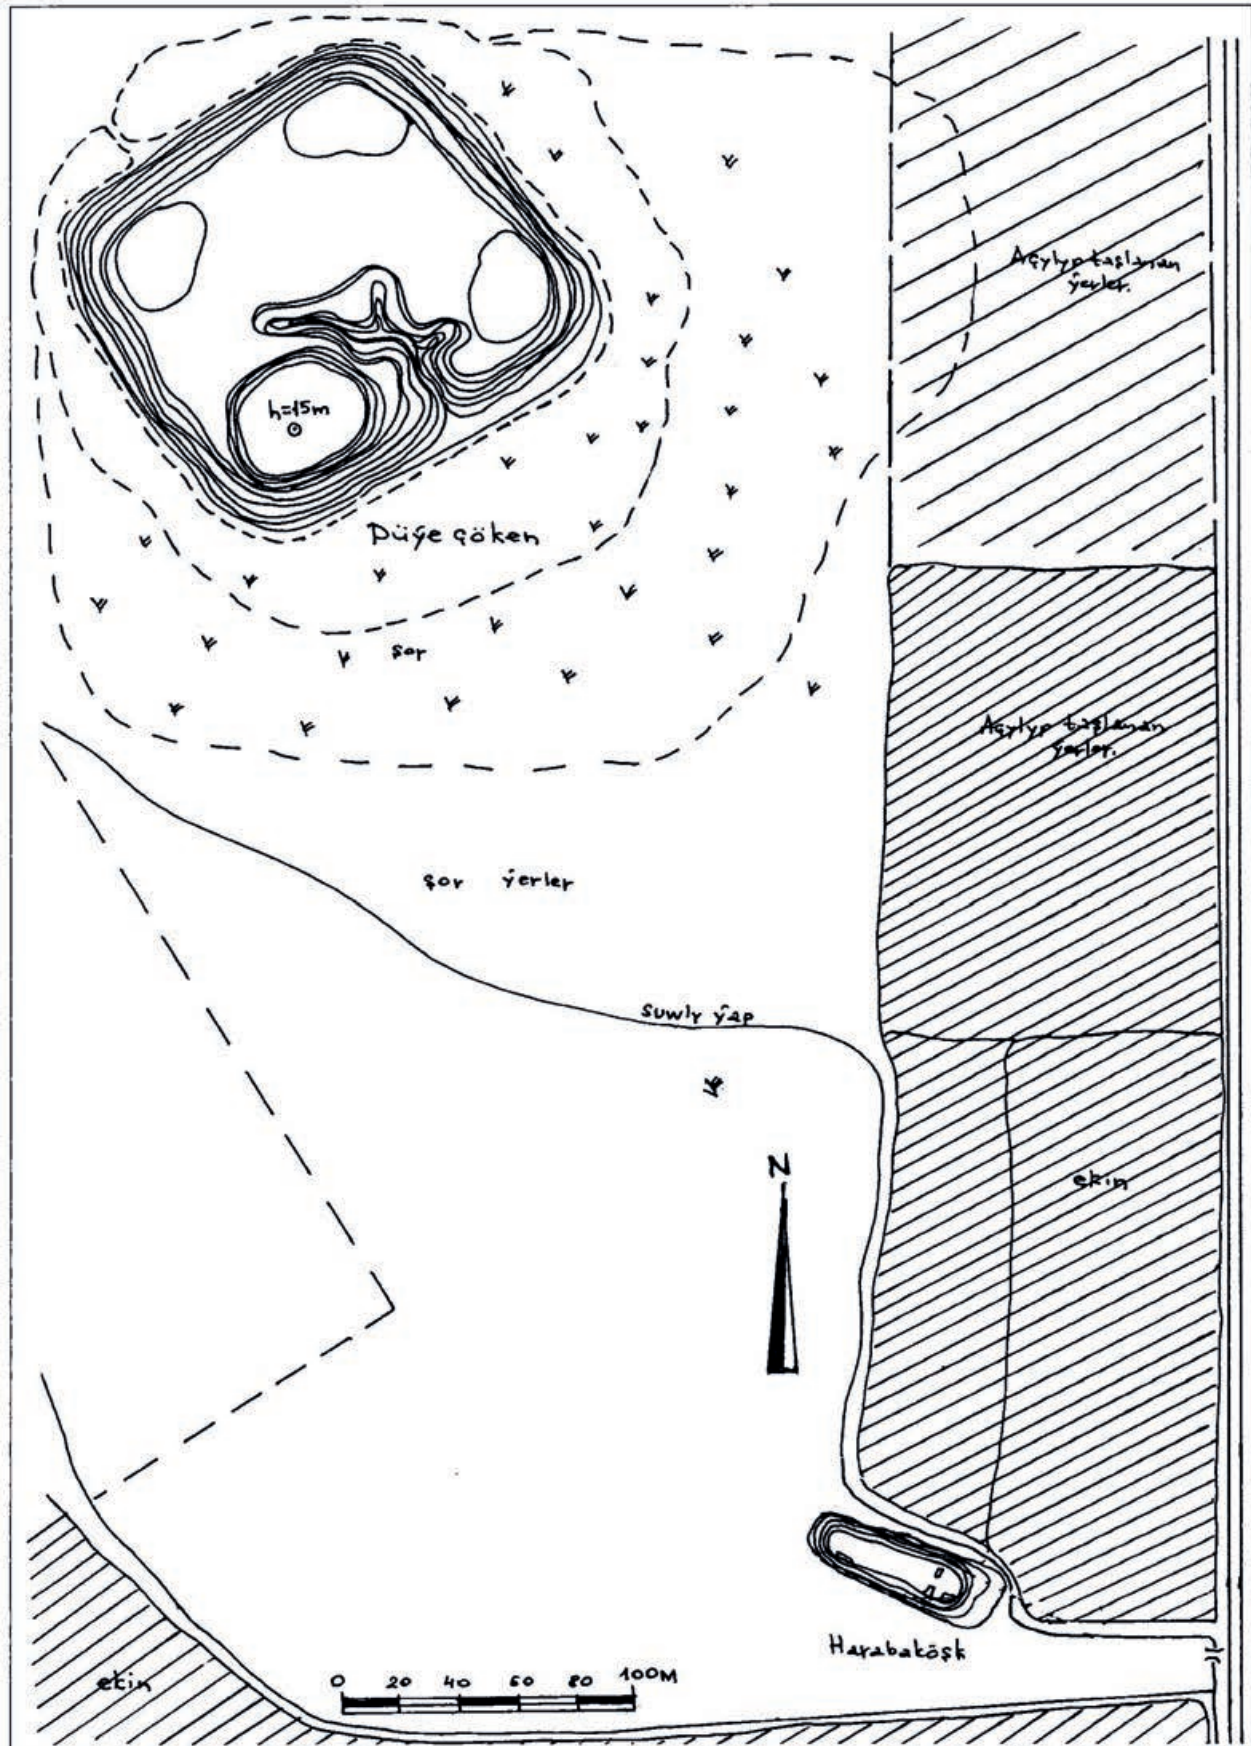 Açylyp taşlanan
ýerler.
h=15m
Düýe çöken
şor
Açylyp taşlanan
ýerler.
şor ýerler
suwly ýap
N
ekin
Harabaköşk
ekin
0 20 40 60 80 100M